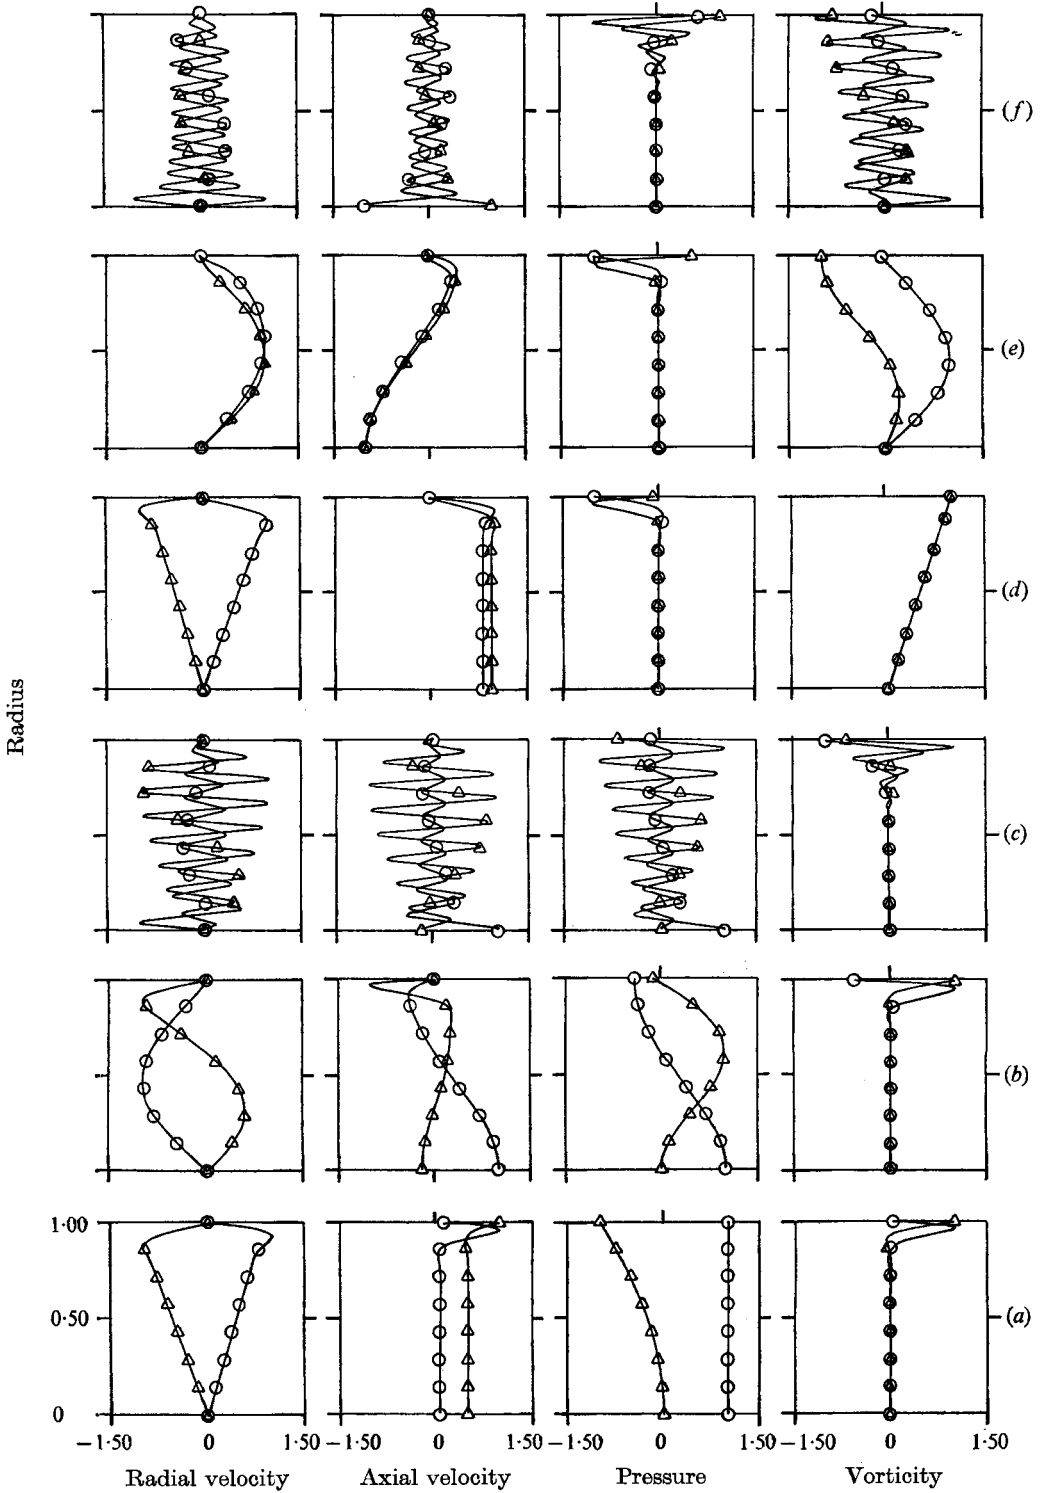 (f)
(e)
(d)
Radius
(c)
(b)
1·00
0·50
(a)
0
−1·50 0 1·50 −1·50 0 1·50 −1·50 0 1·50 −1·50 0 1·50
Radial velocity Axial velocity Pressure Vorticity